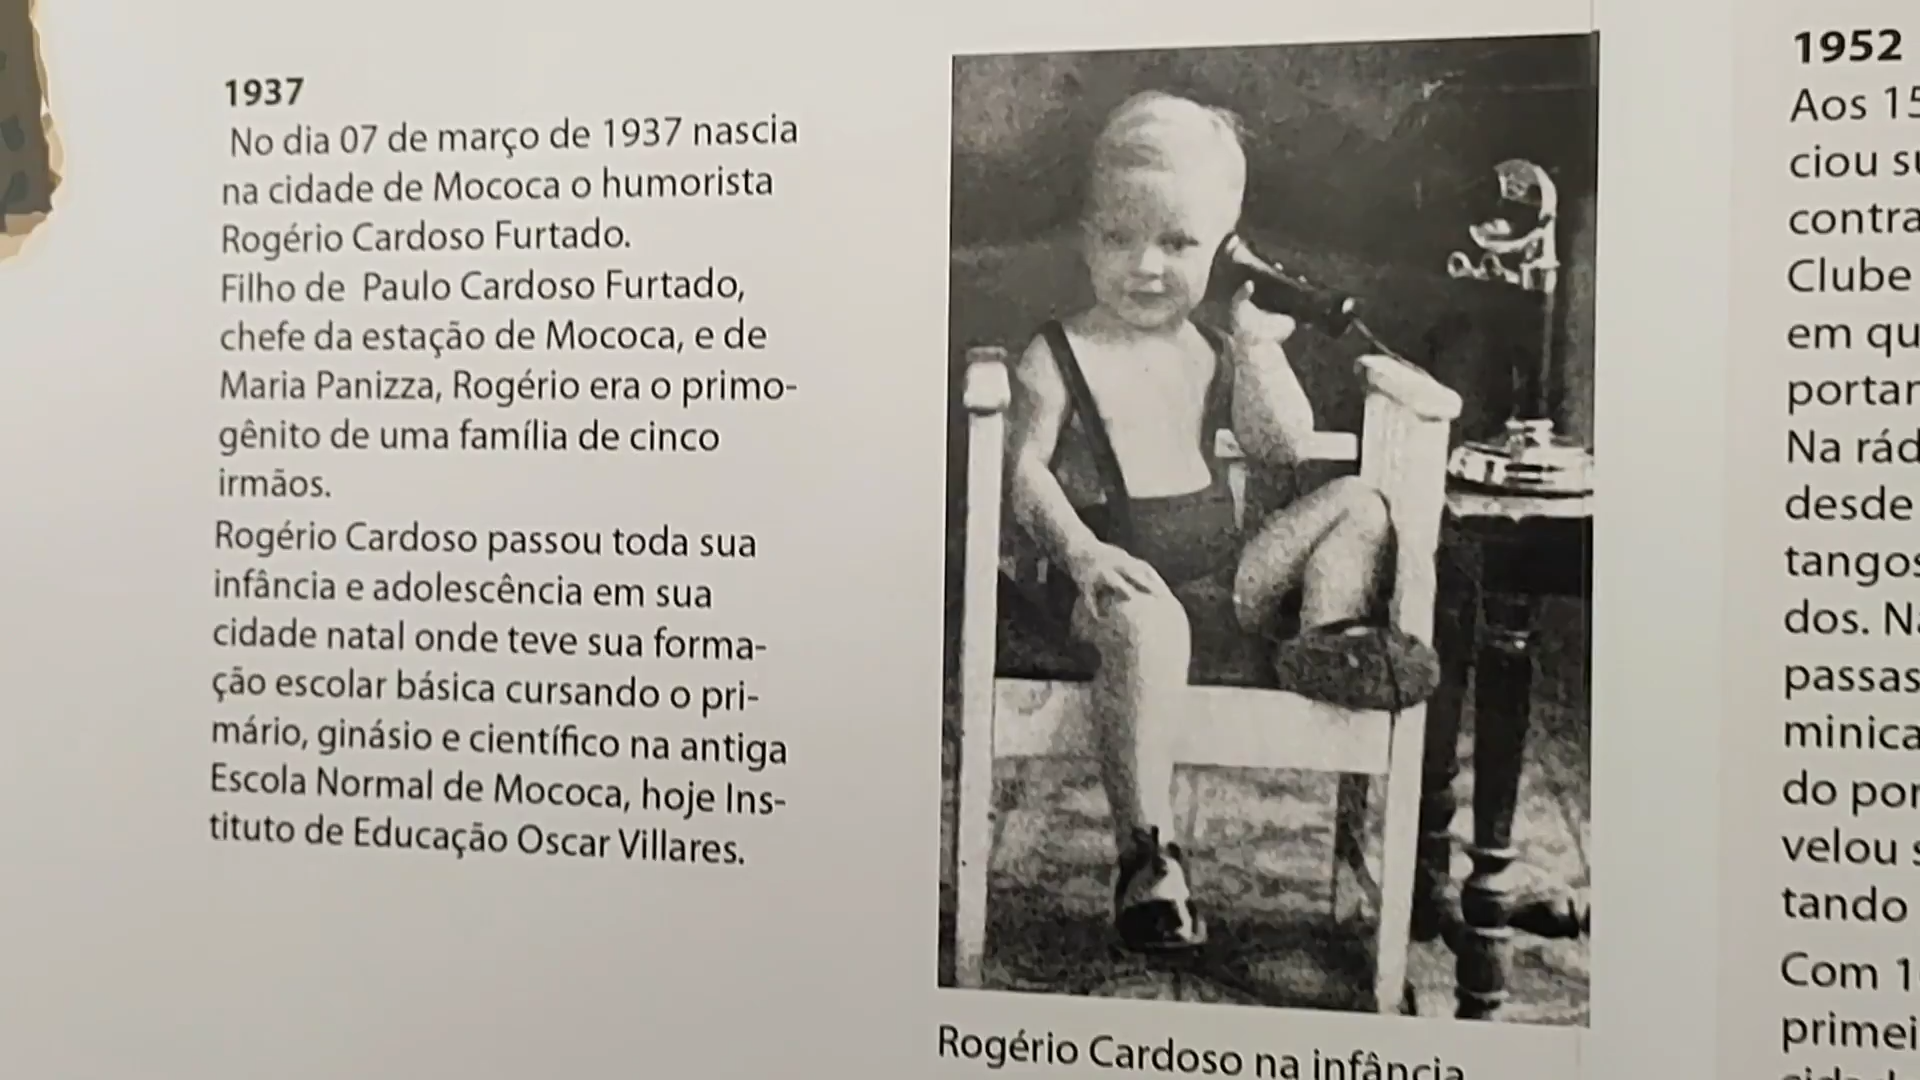 1937
No dia 07 de março de 1937 nascia
na cidade de Mococa o humorista
Rogério Cardoso Furtado.
Filho de Paulo Cardoso Furtado,
chefe da estação de Mococa, e de
Maria Panizza, Rogério era o primo-
gênito de uma família de cinco
irmãos.
Rogério Cardoso passou toda sua
infância e adolescência em sua
cidade natal onde teve sua forma-
ção escolar básica cursando o pri-
mário, ginásio e científico na antiga
Escola Normal de Mococa, hoje Ins-
tituto de Educação Oscar Villares.
Rogério Cardoso na infância
1952
Aos 15
ciou su
contra
Clube
em qu
portan
Na rád
desde
tangos
dos. Na
passas
minica
do por
velou s
tando
Com 1
primei